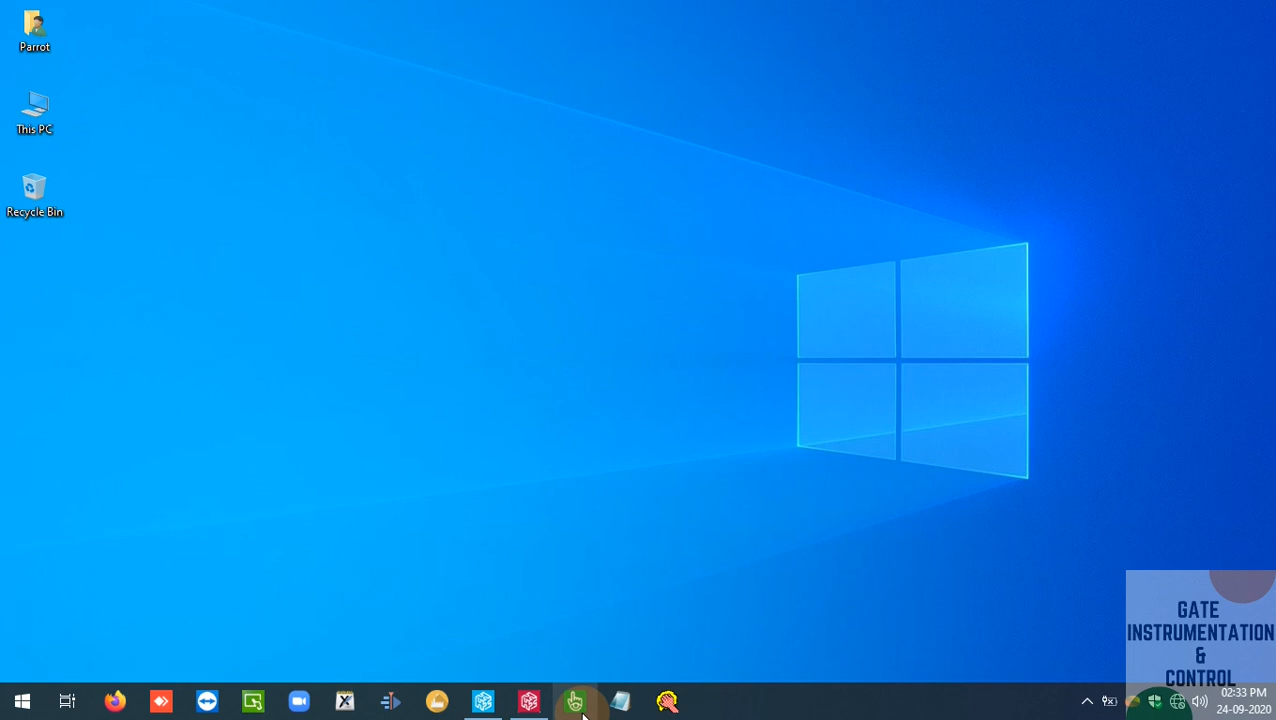 Parrot
This PC
Recycle Bin
GATE
INSTRUMENTATION
&
CONTROL
02:33 PM
24-09-2020